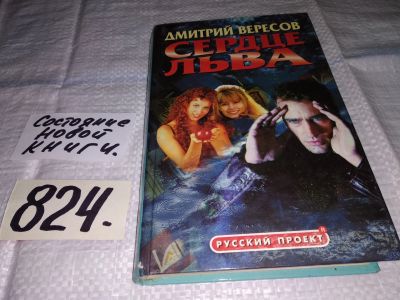 ДМИТРИЙ ВЕРЕСОВ
СЕРДЦЕ
ЛЬВА
Состояние
новой
книги.
824.
РУССКИЙ ПРОЕКТ